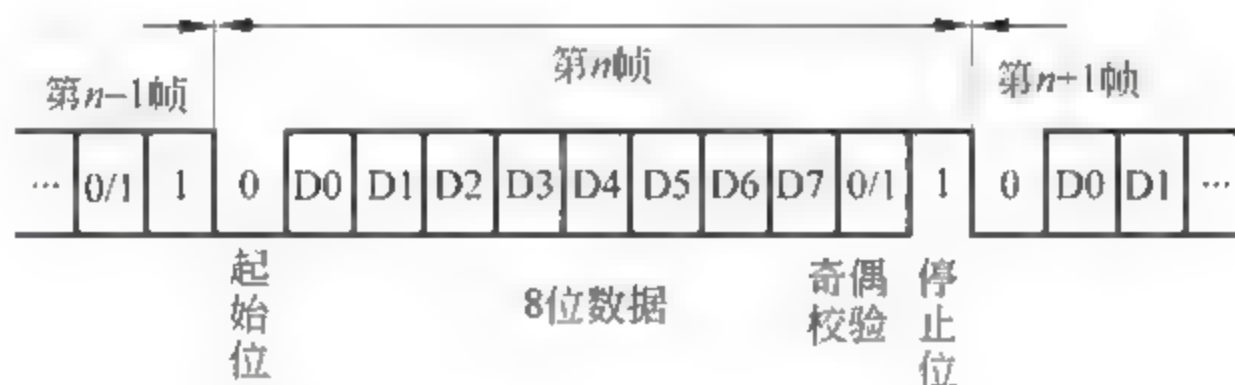 第n帧
第n-1帧
第n+1帧
… 0/1 1 0 D0 D1 D2 D3 D4 D5 D6 D7 0/1 1 0 D0 D1 …
起始位
8位数据
奇偶校验
停止位